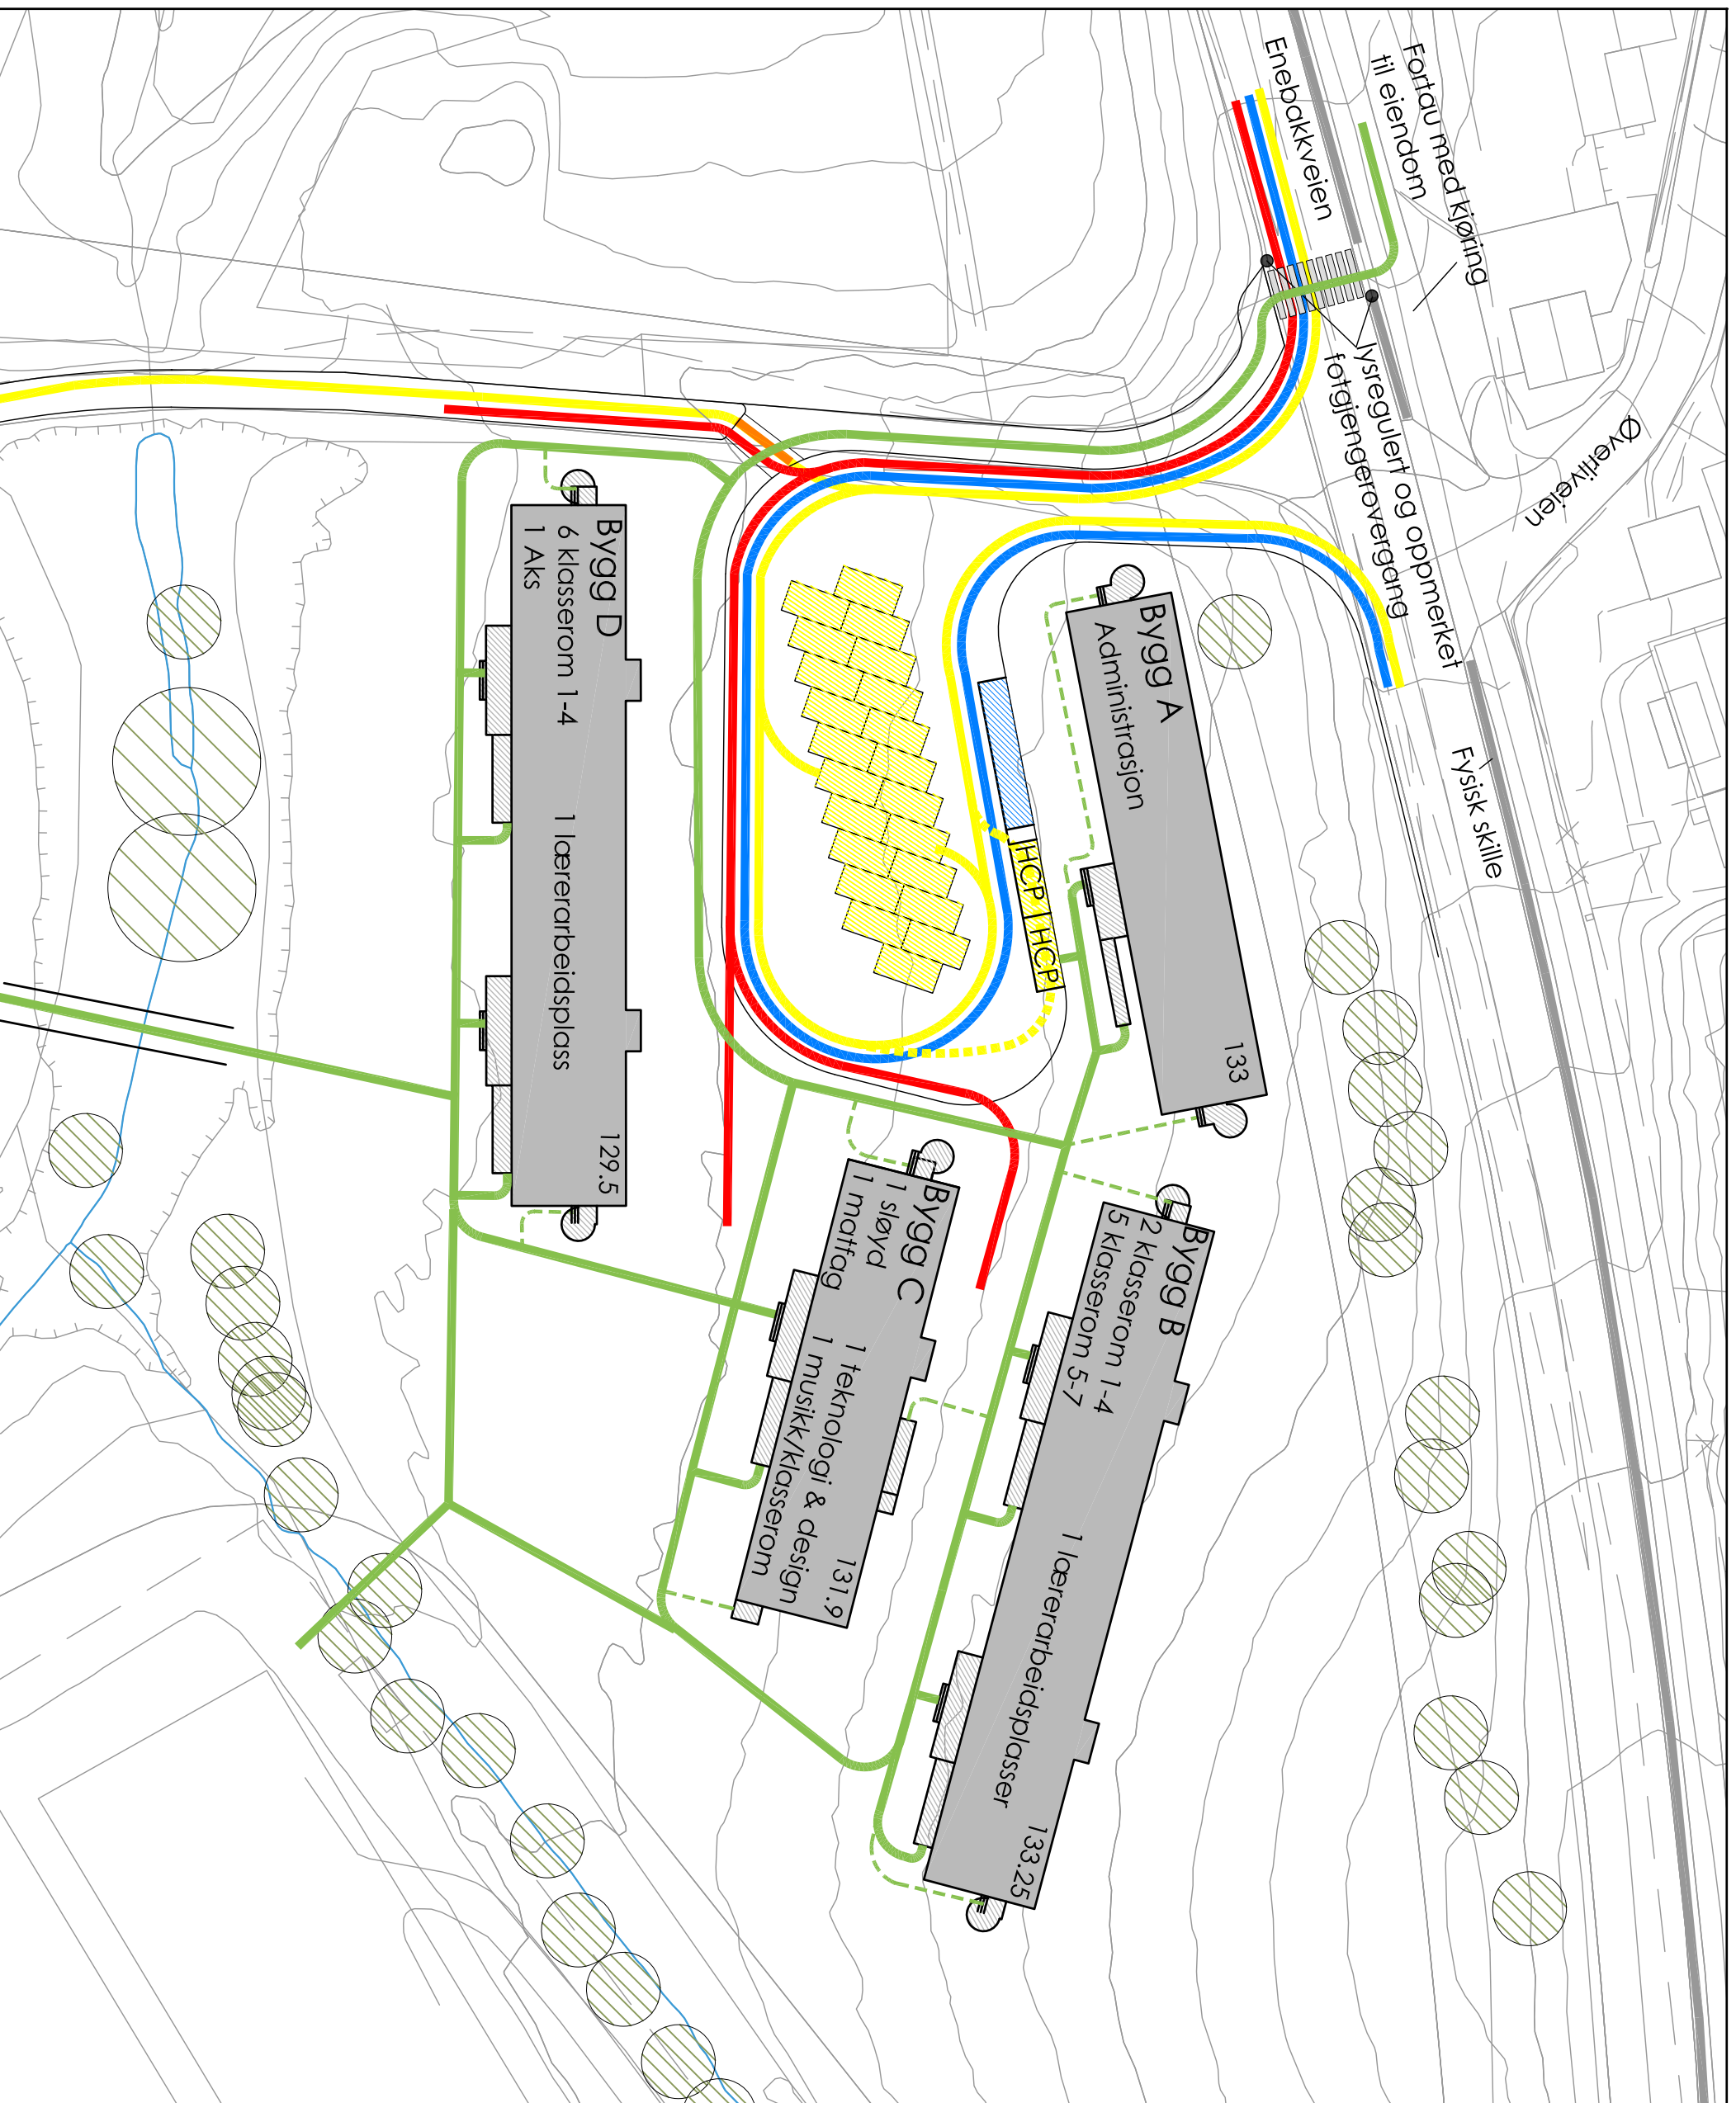 Fortau med kjøring
til eiendom
Enebakkveien
lysregulert og oppmerket
fotgjengerovergang
Øverliveien
Fysisk skille
Bygg A
Administrasjon
133
HCP
HCP
Bygg B
2 klasserom 1-4
5 klasserom 5-7
1 lærerarbeidsplasser
133.25
Bygg C
1 sløyd
1 matfag
1 teknologi & design
1 musikk/klasserom
131.9
Bygg D
6 klasserom 1-4
1 Aks
1 lærerarbeidsplass
129.5